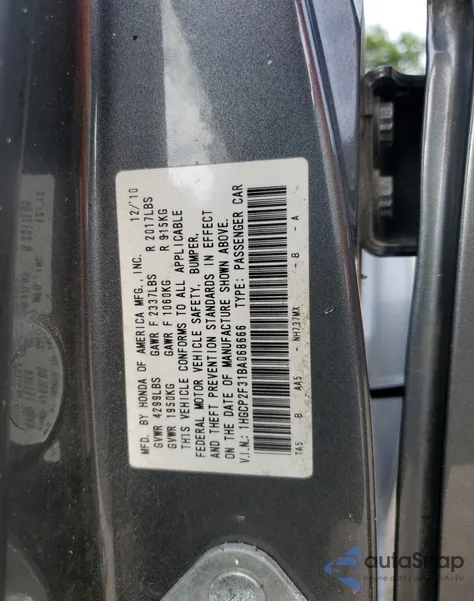 MFD. BY HONDA OF AMERICA MFG., INC. 12/10
GVWR 4299LBS GAWR F 2337LBS R 2017LBS
GVWR 1950KG GAWR F 1060KG R 915KG
THIS VEHICLE CONFORMS TO ALL APPLICABLE
FEDERAL MOTOR VEHICLE SAFETY, BUMPER,
AND THEFT PREVENTION STANDARDS IN EFFECT
ON THE DATE OF MANUFACTURE SHOWN ABOVE.
V.I.N.: 1HGCP2F31BA068666 TYPE: PASSENGER CAR
TA5 B AA5 - NH737MX - 8 - A
autoSnap